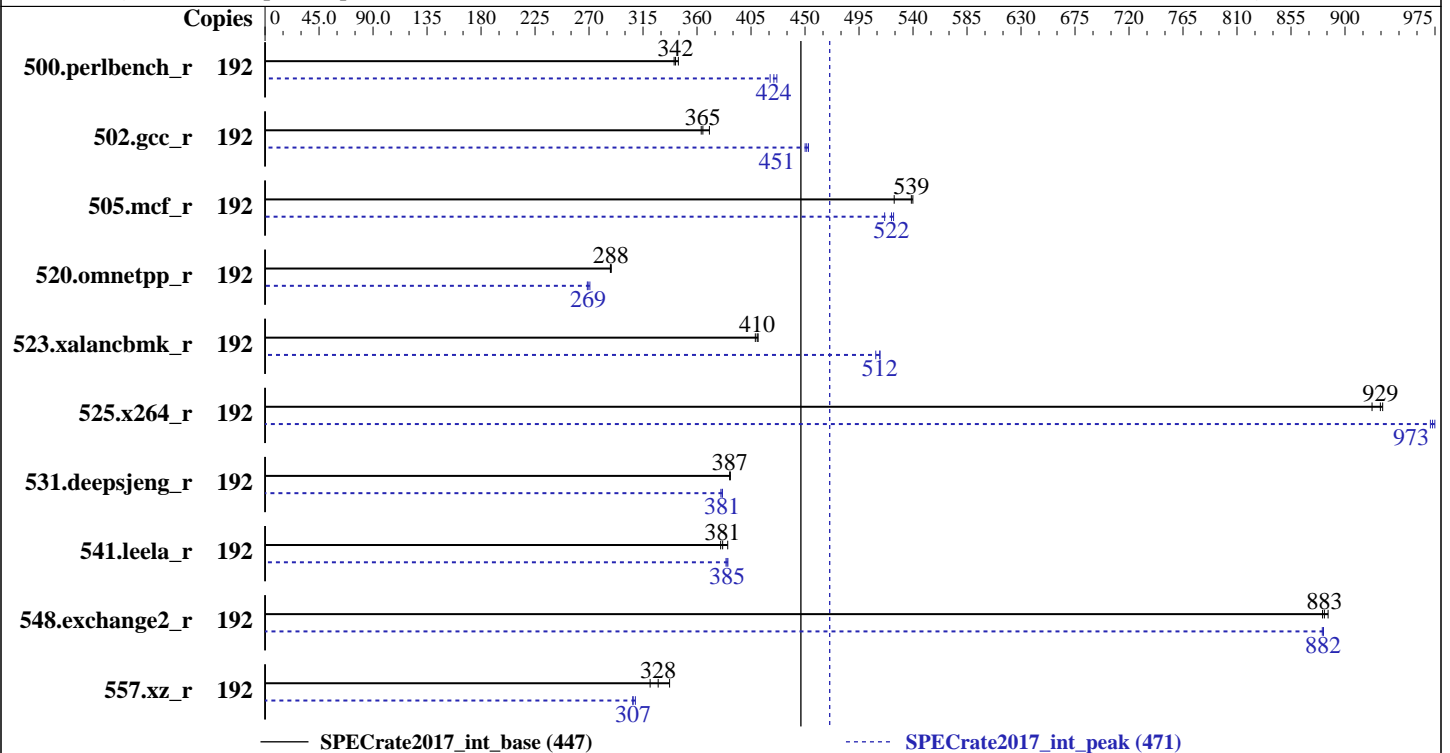 Copies 0 45.0 90.0 135 180 225 270 315 360 405 450 495 540 585 630 675 720 765 810 855 900 975
342
500.perlbench_r 192
424
365
502.gcc_r 192
451
539
505.mcf_r 192
522
288
520.omnetpp_r 192
269
410
523.xalancbmk_r 192
512
929
525.x264_r 192
973
387
531.deepsjeng_r 192
381
381
541.leela_r 192
385
883
548.exchange2_r 192
882
328
557.xz_r 192
307
SPECrate2017_int_base (447) SPECrate2017_int_peak (471)